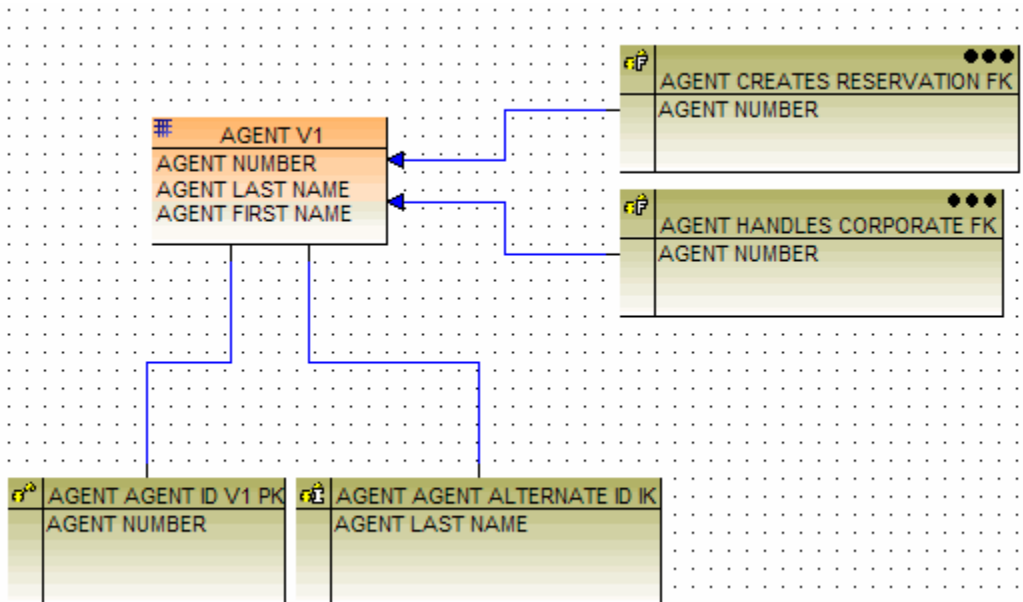 AGENT CREATES RESERVATION FK
AGENT NUMBER
AGENT V1
AGENT NUMBER
AGENT LAST NAME
AGENT FIRST NAME
AGENT HANDLES CORPORATE FK
AGENT NUMBER
AGENT AGENT ID V1 PK
AGENT NUMBER
AGENT AGENT ALTERNATE ID IK
AGENT LAST NAME